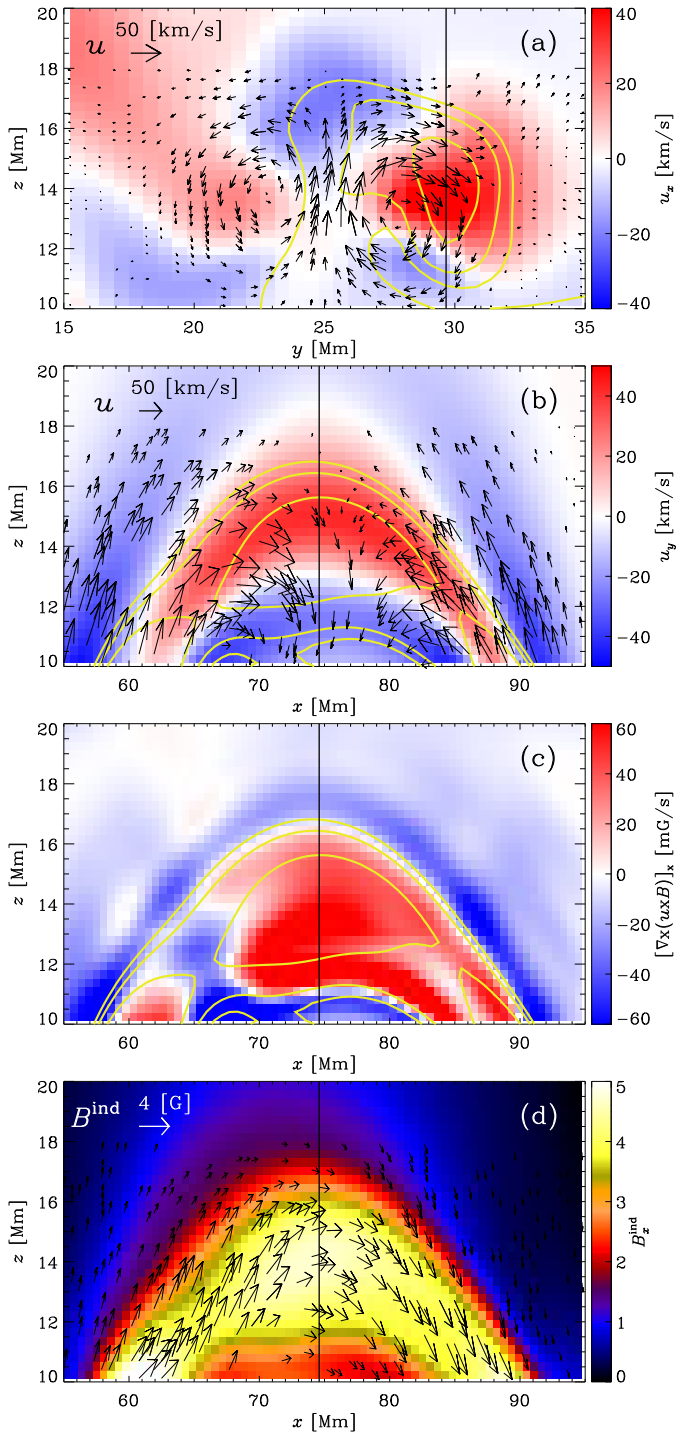 u 50 [km/s] (a)
20
18
16
14
12
10
z [Mm]
15 20 25 30 35
y [Mm]
40
20
0
−20
−40
u_x [km/s]
u 50 [km/s] (b)
20
18
16
14
12
10
z [Mm]
60 70 80 90
x [Mm]
40
20
0
−20
−40
u_y [km/s]
(c)
20
18
16
14
12
10
z [Mm]
60 70 80 90
x [Mm]
60
40
20
0
−20
−40
−60
[∇x(uxB)]_x [mG/s]
B^ind 4 [G] (d)
20
18
16
14
12
10
z [Mm]
60 70 80 90
x [Mm]
5
4
3
2
1
0
B_x^ind